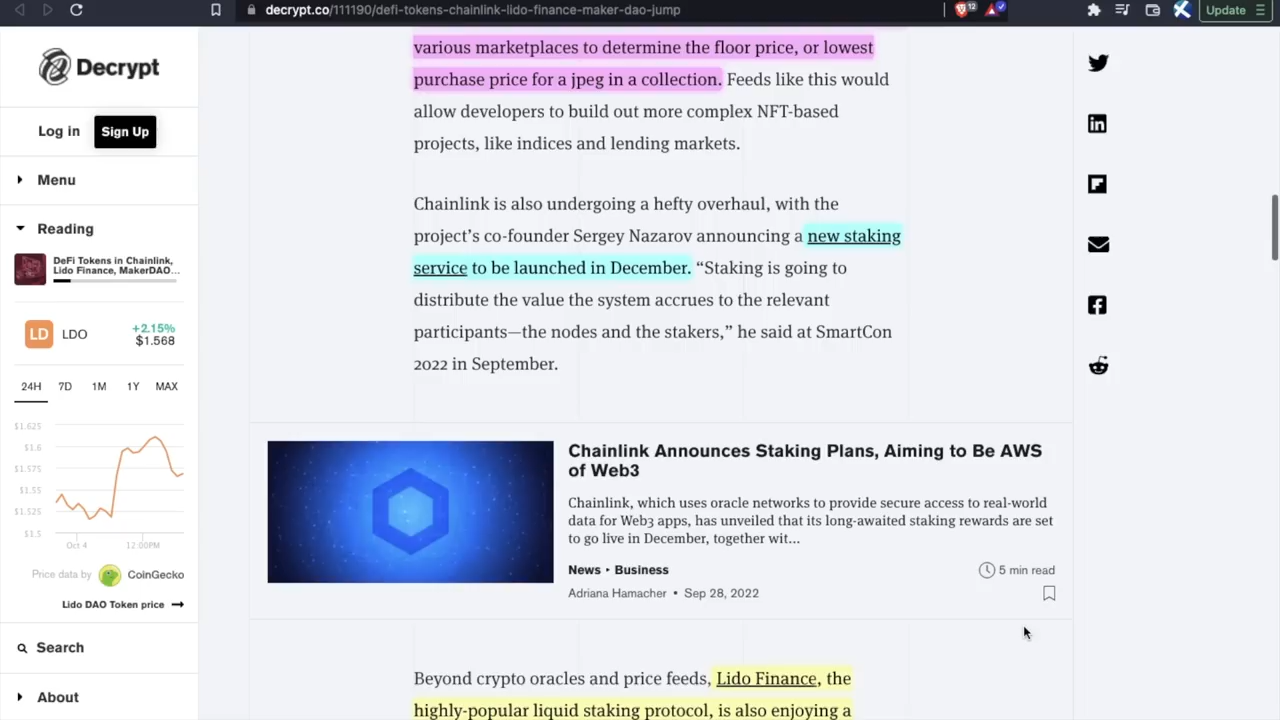 decrypt.co/111190/defi-tokens-chainlink-lido-finance-maker-dao-jump
12
Update
Decrypt
Log in
Sign Up
Menu
Reading
DeFi Tokens in Chainlink,
Lido Finance, MakerDAO...
LD
LDO
+2.15%
$1.568
24H 7D 1M 1Y MAX
$1.625
$1.6
$1.575
$1.55
$1.525
$1.5
Oct 4 12:00PM
Price data by CoinGecko
Lido DAO Token price
Search
About
various marketplaces to determine the floor price, or lowest
purchase price for a jpeg in a collection. Feeds like this would
allow developers to build out more complex NFT-based
projects, like indices and lending markets.
Chainlink is also undergoing a hefty overhaul, with the
project’s co-founder Sergey Nazarov announcing a new staking
service to be launched in December. “Staking is going to
distribute the value the system accrues to the relevant
participants—the nodes and the stakers,” he said at SmartCon
2022 in September.
Chainlink Announces Staking Plans, Aiming to Be AWS
of Web3
Chainlink, which uses oracle networks to provide secure access to real-world
data for Web3 apps, has unveiled that its long-awaited staking rewards are set
to go live in December, together wit...
News • Business
5 min read
Adriana Hamacher • Sep 28, 2022
Beyond crypto oracles and price feeds, Lido Finance, the
highly-popular liquid staking protocol, is also enjoying a